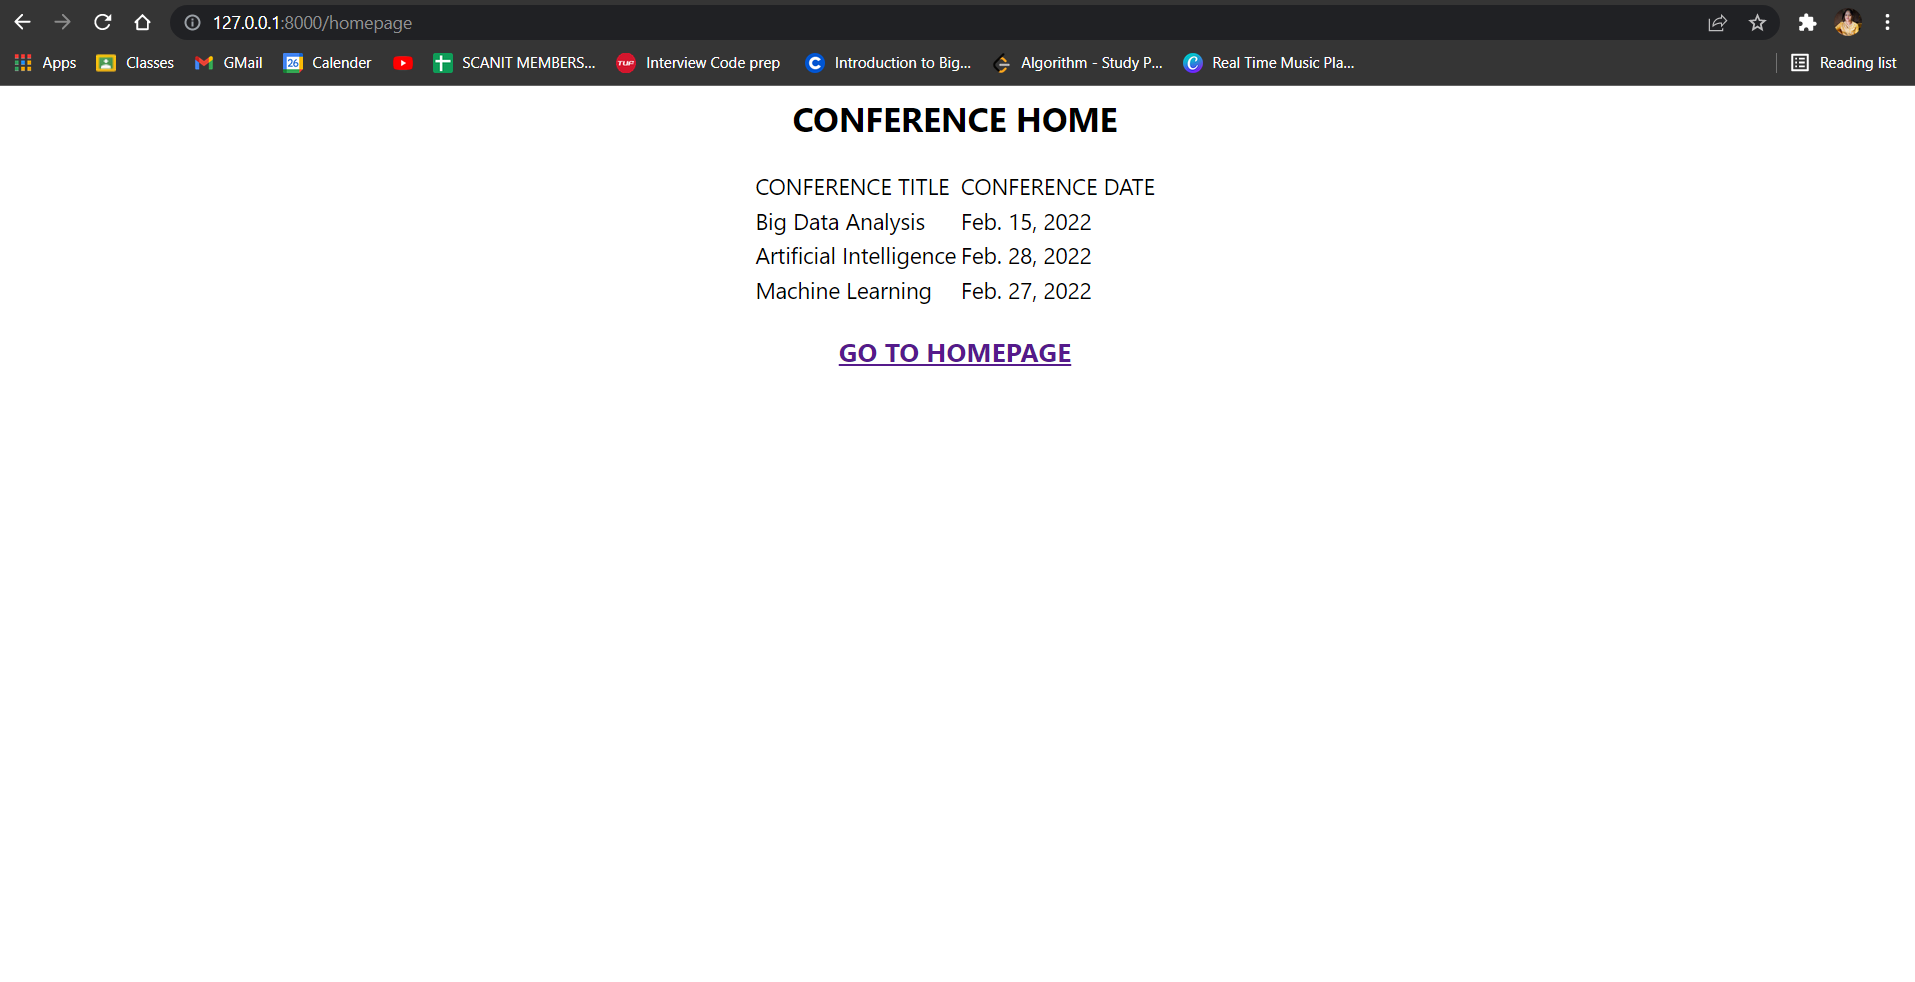 127.0.0.1:8000/homepage
Apps Classes GMail 26 Calender SCANIT MEMBERS... TUF Interview Code prep C Introduction to Big... Algorithm - Study P... C Real Time Music Pla... Reading list
CONFERENCE HOME
CONFERENCE TITLE CONFERENCE DATE
Big Data Analysis Feb. 15, 2022
Artificial Intelligence Feb. 28, 2022
Machine Learning Feb. 27, 2022
GO TO HOMEPAGE